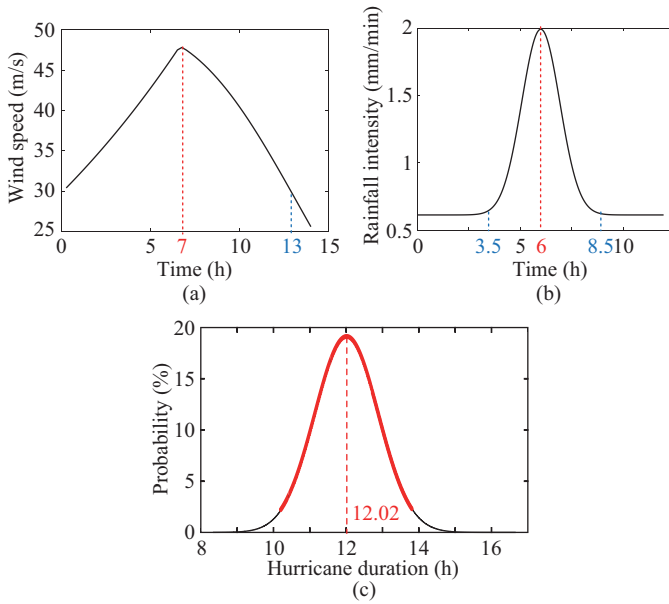 Wind speed (m/s)
50
45
40
35
30
25
0 5 7 10 13 15
Time (h)
(a)
Rainfall intensity (mm/min)
2
1.5
1
0.5
0 3.5 5 6 8.5 10
Time (h)
(b)
Probability (%)
20
15
10
5
0
12.02
8 10 12 14 16
Hurricane duration (h)
(c)